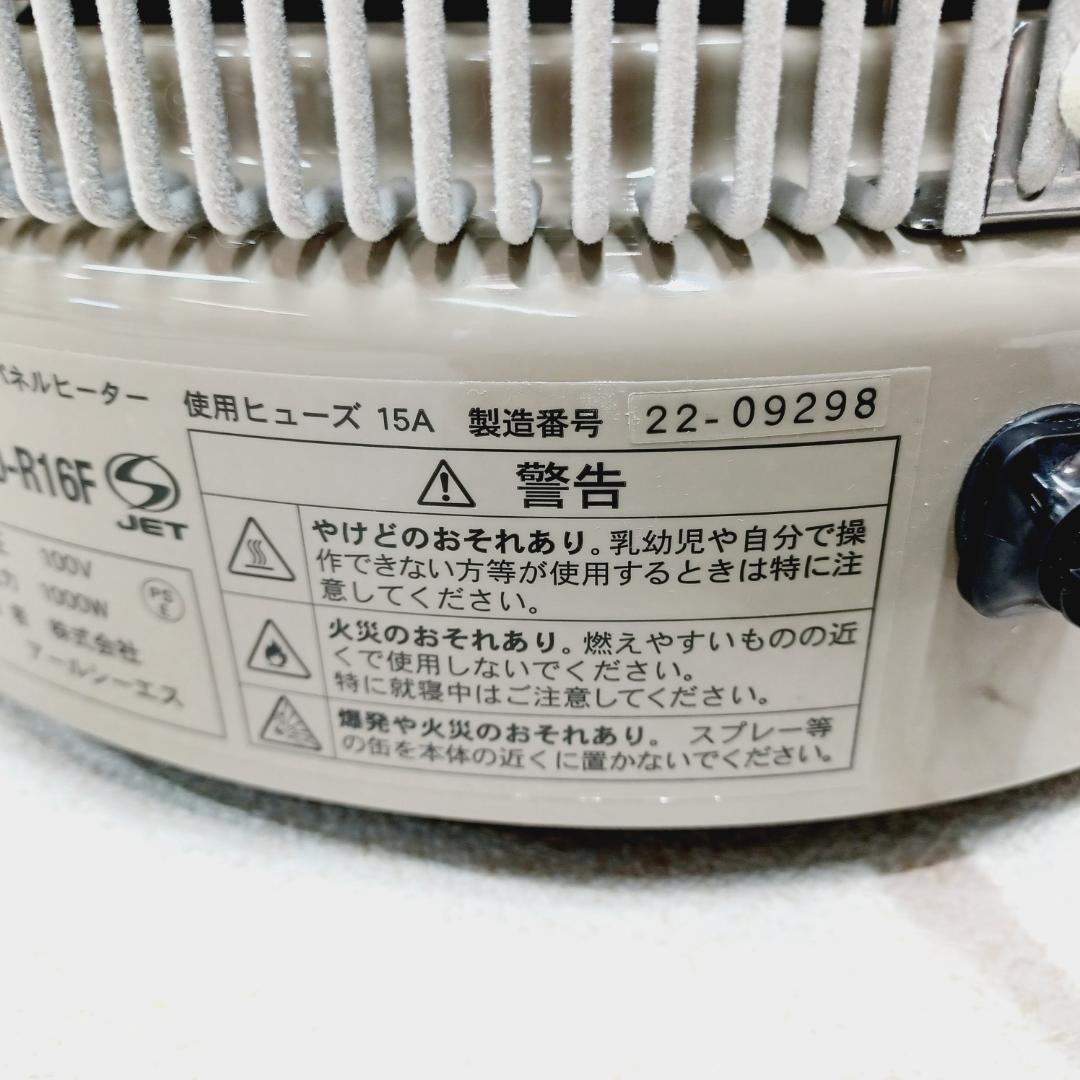 パネルヒーター 使用ヒューズ 15A 製造番号 22-09298
-R16F
JET
100V
1000W
PS
E
株式会社
アールシーエス
警告
やけどのおそれあり。乳幼児や自分で操
作できない方等が使用するときは特に注
意してください。
火災のおそれあり。燃えやすいものの近
くで使用しないでください。
特に就寝中はご注意してください。
爆発や火災のおそれあり。 スプレー等
の缶を本体の近くに置かないでください。